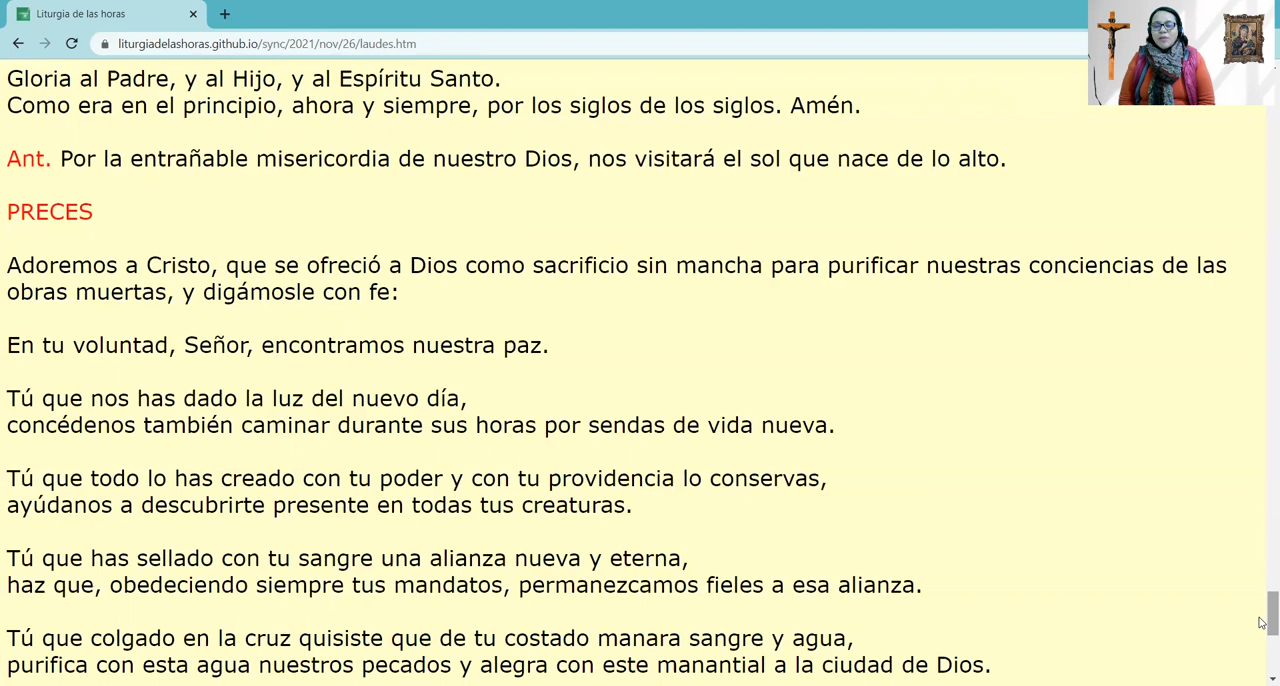 Liturgia de las horas
liturgiadelashoras.github.io/sync/2021/nov/26/laudes.htm
Gloria al Padre, y al Hijo, y al Espíritu Santo.
Como era en el principio, ahora y siempre, por los siglos de los siglos. Amén.
Ant. Por la entrañable misericordia de nuestro Dios, nos visitará el sol que nace de lo alto.
PRECES
Adoremos a Cristo, que se ofreció a Dios como sacrificio sin mancha para purificar nuestras conciencias de las
obras muertas, y digámosle con fe:
En tu voluntad, Señor, encontramos nuestra paz.
Tú que nos has dado la luz del nuevo día,
concédenos también caminar durante sus horas por sendas de vida nueva.
Tú que todo lo has creado con tu poder y con tu providencia lo conservas,
ayúdanos a descubrirte presente en todas tus creaturas.
Tú que has sellado con tu sangre una alianza nueva y eterna,
haz que, obedeciendo siempre tus mandatos, permanezcamos fieles a esa alianza.
Tú que colgado en la cruz quisiste que de tu costado manara sangre y agua,
purifica con esta agua nuestros pecados y alegra con este manantial a la ciudad de Dios.